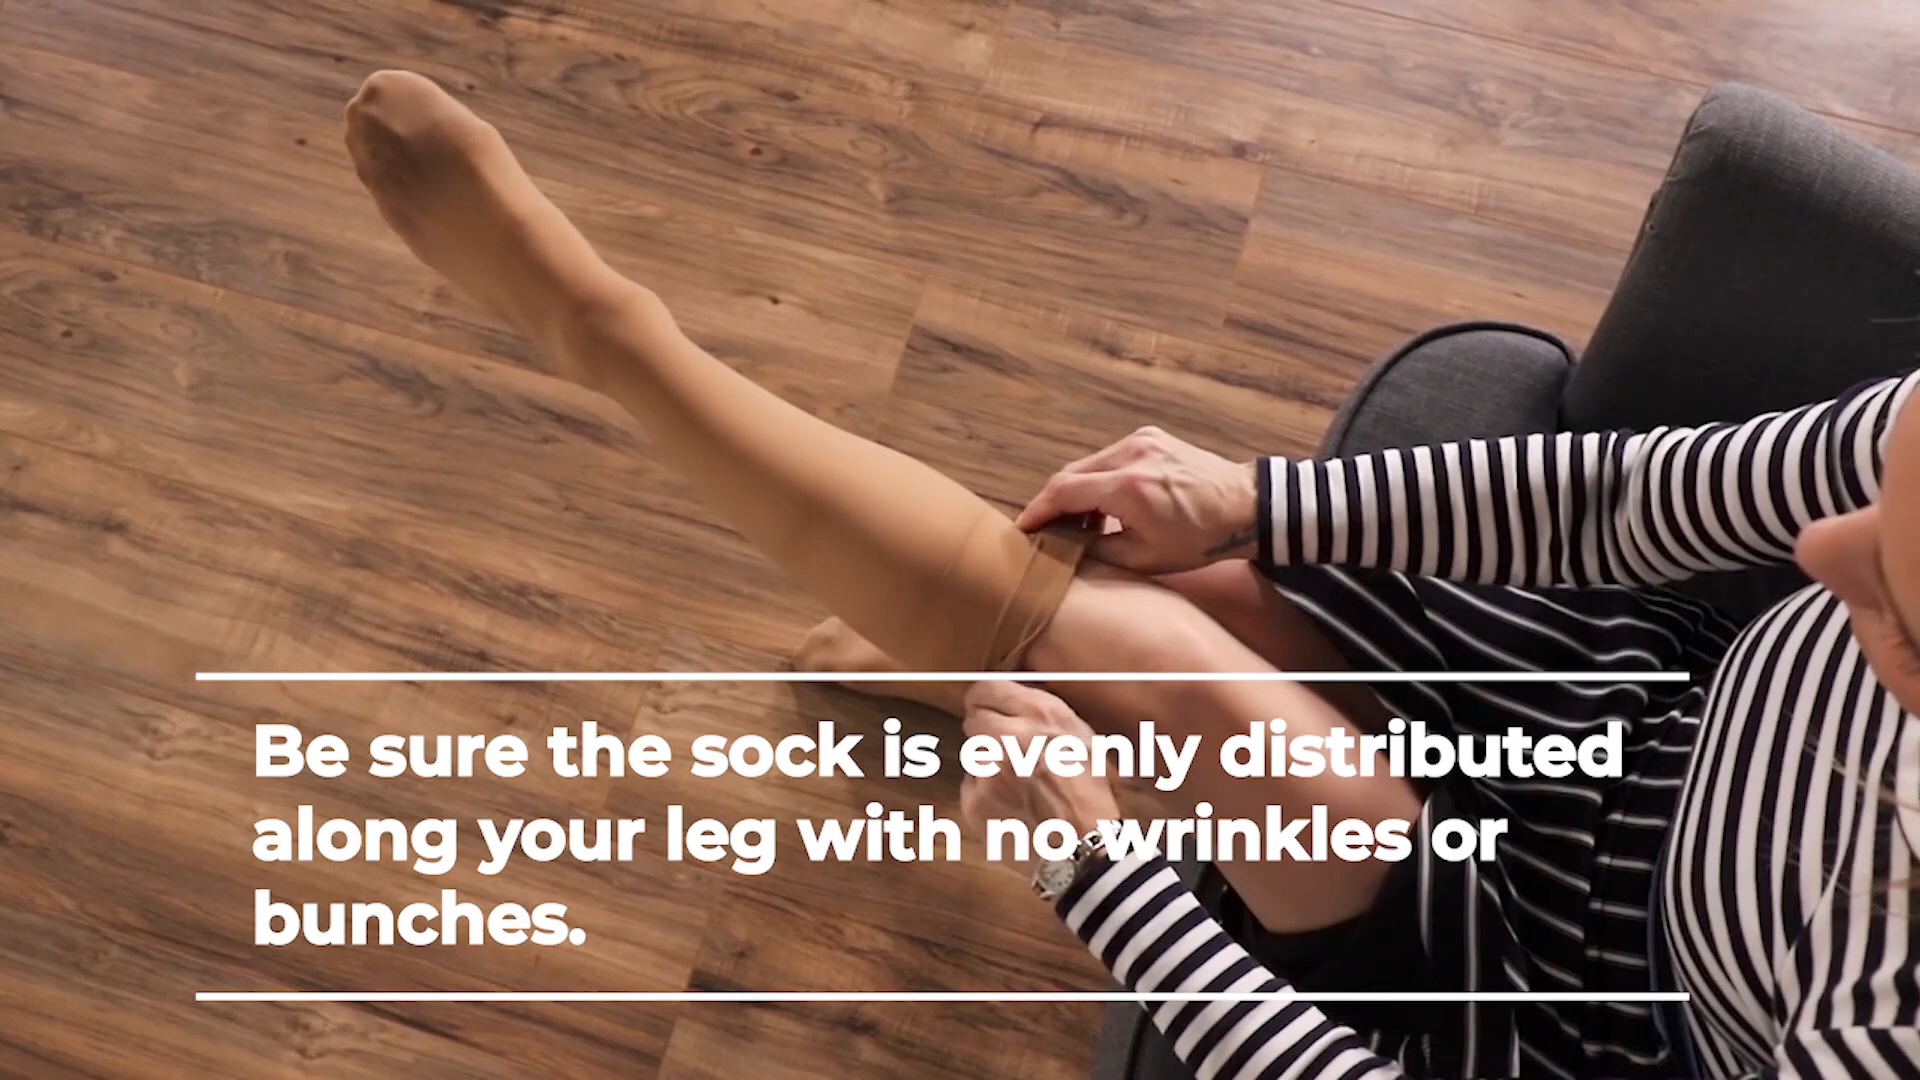 Be sure the sock is evenly distributed
along your leg with no wrinkles or
bunches.